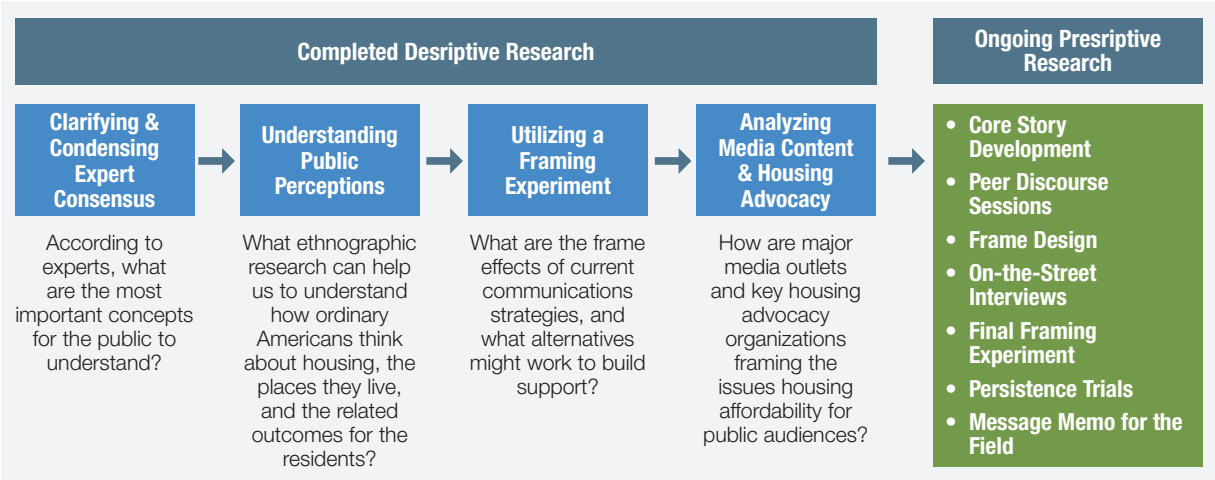 Completed Desriptive Research
Ongoing Presriptive
Research
Clarifying &
Condensing
Expert
Consensus
According to
experts, what
are the most
important concepts
for the public to
understand?
Understanding
Public
Perceptions
What ethnographic
research can help
us to understand
how ordinary
Americans think
about housing, the
places they live,
and the related
outcomes for the
residents?
Utilizing a
Framing
Experiment
What are the frame
effects of current
communications
strategies, and
what alternatives
might work to build
support?
Analyzing
Media Content
& Housing
Advocacy
How are major
media outlets
and key housing
advocacy
organizations
framing the
issues housing
affordability for
public audiences?
• Core Story
Development
• Peer Discourse
Sessions
• Frame Design
• On-the-Street
Interviews
• Final Framing
Experiment
• Persistence Trials
• Message Memo for the
Field